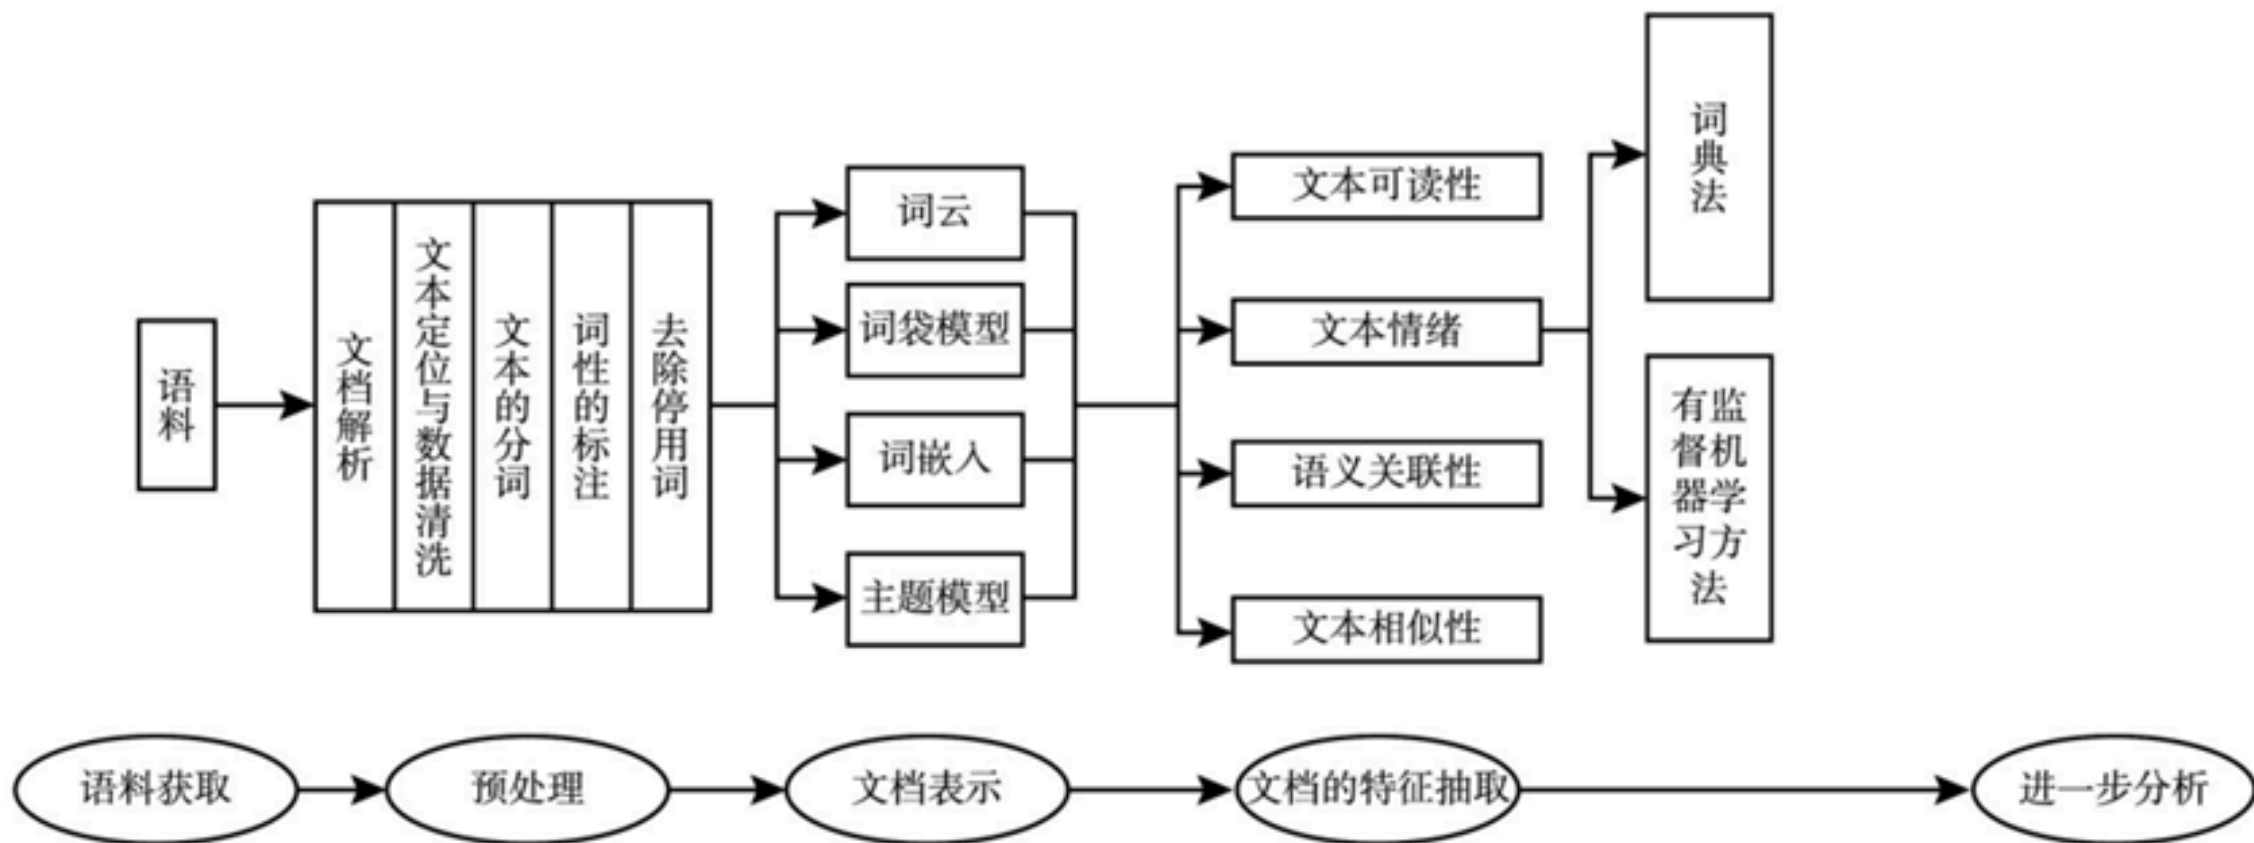 语料
文档解析
文本定位与数据清洗
文本的分词
词性的标注
去除停用词
词云
词袋模型
词嵌入
主题模型
文本可读性
文本情绪
语义关联性
文本相似性
词典法
有监督机器学习方法
语料获取
预处理
文档表示
文档的特征抽取
进一步分析